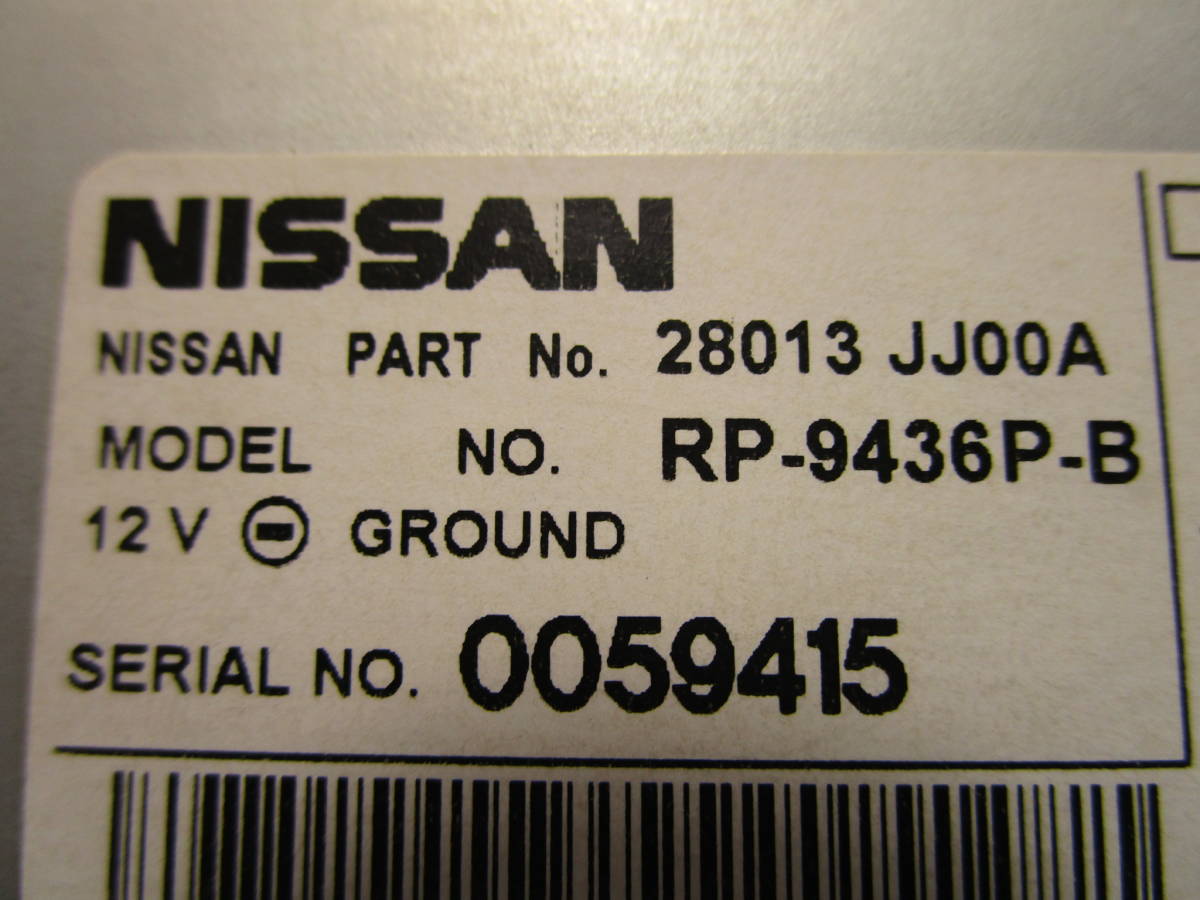 NISSAN
NISSAN PART No. 28013 JJ00A
MODEL NO. RP-9436P-B
12 V ⊖ GROUND
SERIAL NO. 0059415